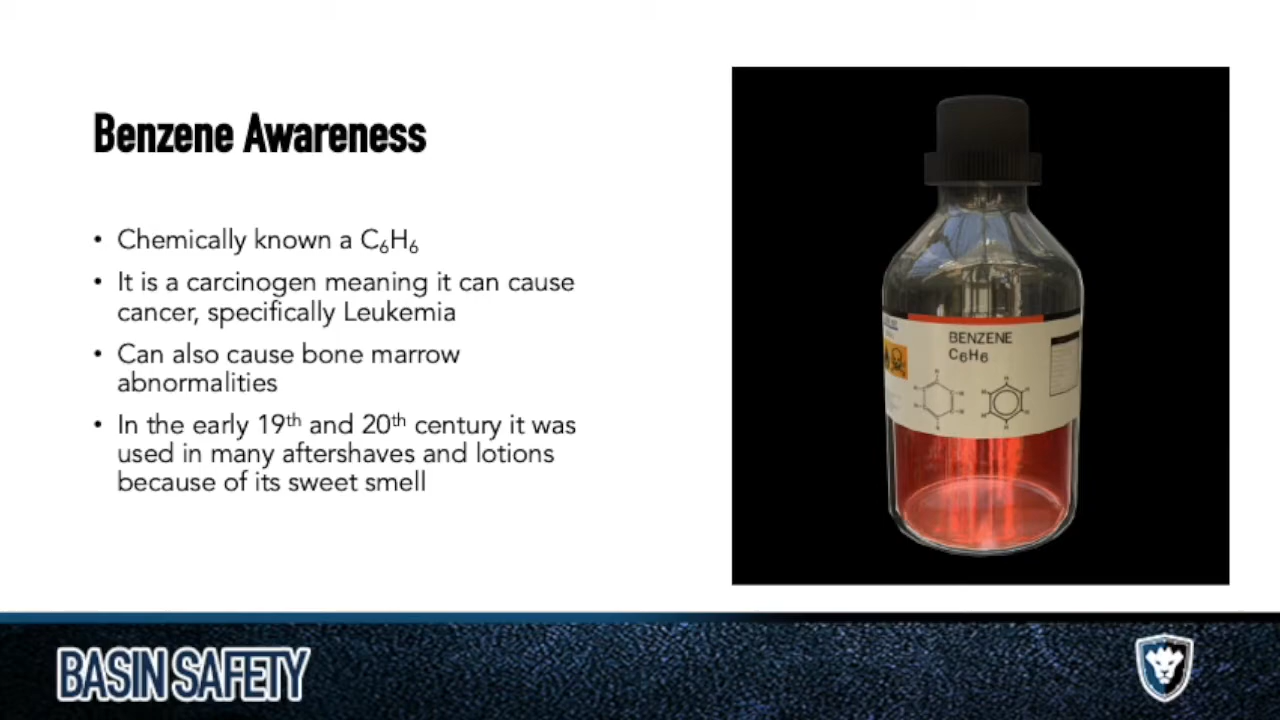 Benzene Awareness
• Chemically known a C₆H₆
• It is a carcinogen meaning it can cause
cancer, specifically Leukemia
• Can also cause bone marrow
abnormalities
• In the early 19ᵗʰ and 20ᵗʰ century it was
used in many aftershaves and lotions
because of its sweet smell
BENZENE
C₆H₆
BASIN SAFETY